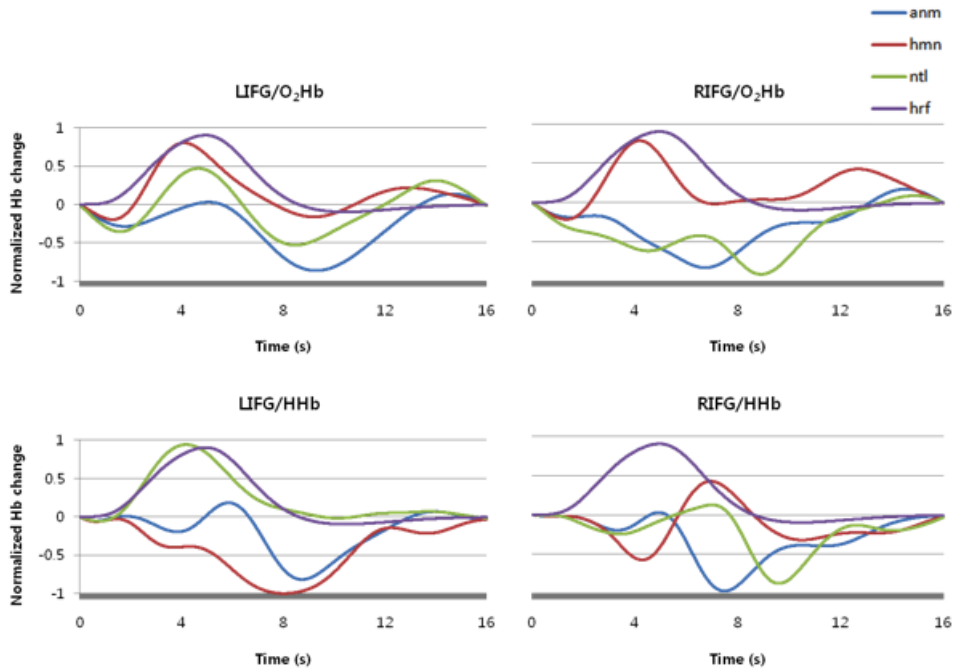 anm
hmn
ntl
hrf
LIFG/O₂Hb
RIFG/O₂Hb
Normalized Hb change
1
0.5
0
-0.5
-1
0 4 8 12 16
0 4 8 12 16
Time (s)
Time (s)
LIFG/HHb
RIFG/HHb
Normalized Hb change
1
0.5
0
-0.5
-1
0 4 8 12 16
0 4 8 12 16
Time (s)
Time (s)